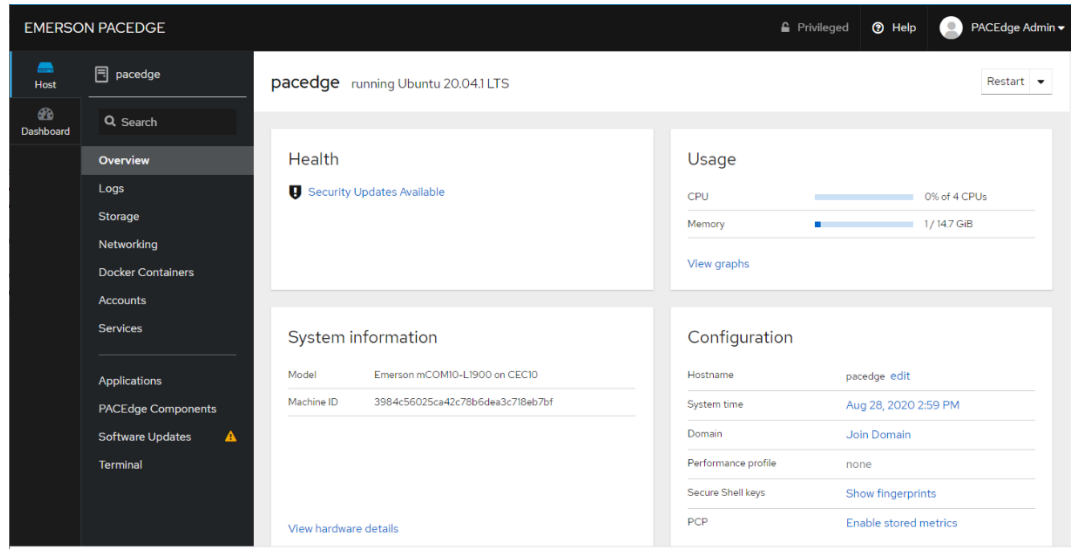 EMERSON PACEDGE
Privileged
Help
PACEdge Admin
Host
Dashboard
pacedge
Search
Overview
Logs
Storage
Networking
Docker Containers
Accounts
Services
Applications
PACEdge Components
Software Updates
Terminal
pacedge running Ubuntu 20.04.1 LTS
Restart
Health
Security Updates Available
Usage
CPU 0% of 4 CPUs
Memory 1 / 14.7 GiB
View graphs
System information
Model Emerson mCOM10-L1900 on CEC10
Machine ID 3984c56025ca42c78b6dea3c718eb7bf
View hardware details
Configuration
Hostname pacedge edit
System time Aug 28, 2020 2:59 PM
Domain Join Domain
Performance profile none
Secure Shell keys Show fingerprints
PCP Enable stored metrics